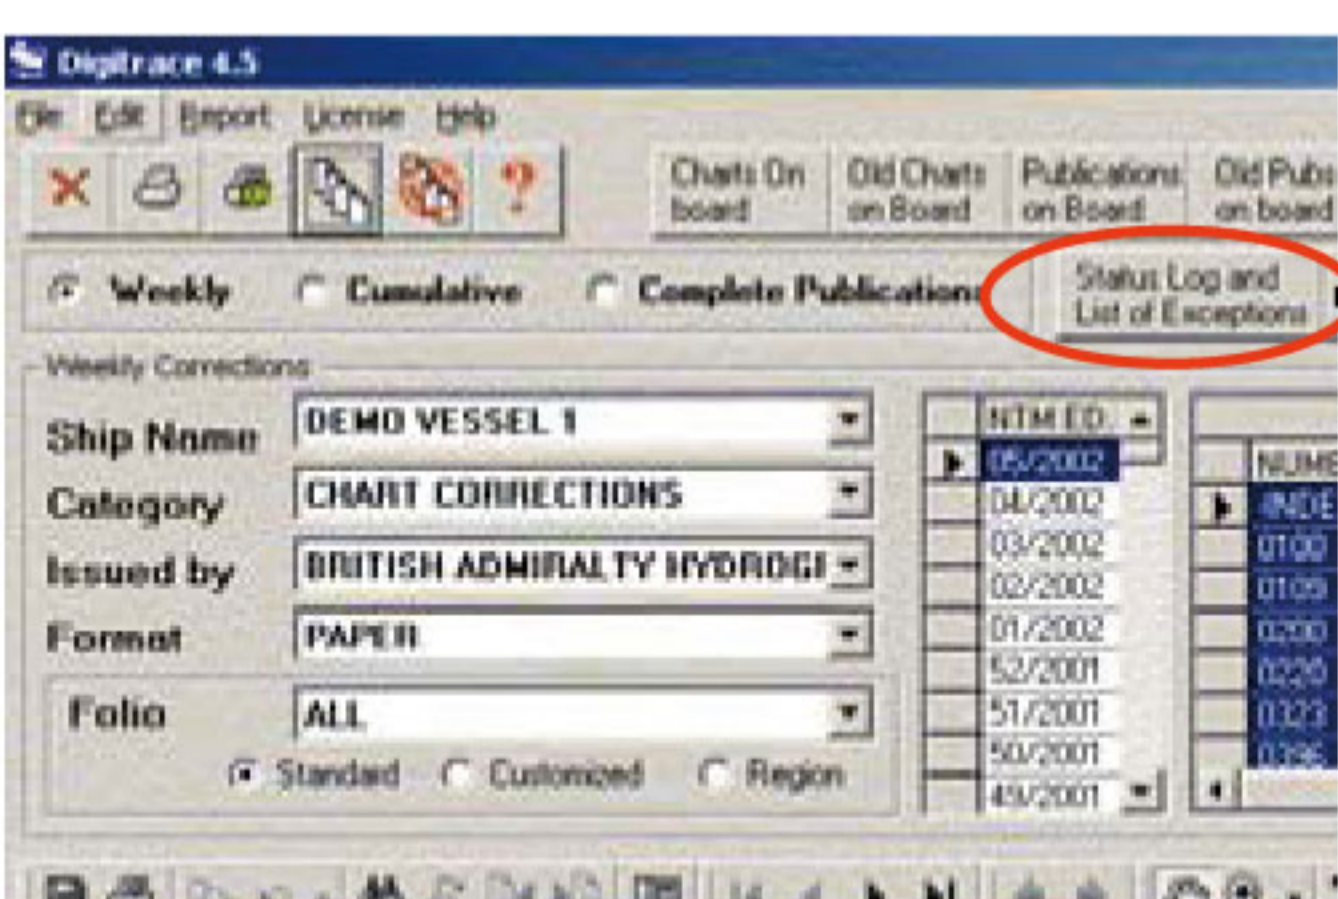 Digitrace 4.5
File Edit Report License Help
Charts On board
Old Charts on Board
Publications on Board
Old Pubs on board
Weekly Cumulative Complete Publications
Status Log and List of Exceptions
Weekly Corrections
Ship Name DEMO VESSEL 1
Category CHART CORRECTIONS
Issued by BRITISH ADMIRALTY HYDROGI
Format PAPER
Folio ALL
Standard Customized Region
NTM ED.
05/2002
04/2002
03/2002
02/2002
01/2002
52/2001
51/2001
50/2001
49/2001
NUME
INDE
0100
0109
0200
0220
0323
0396